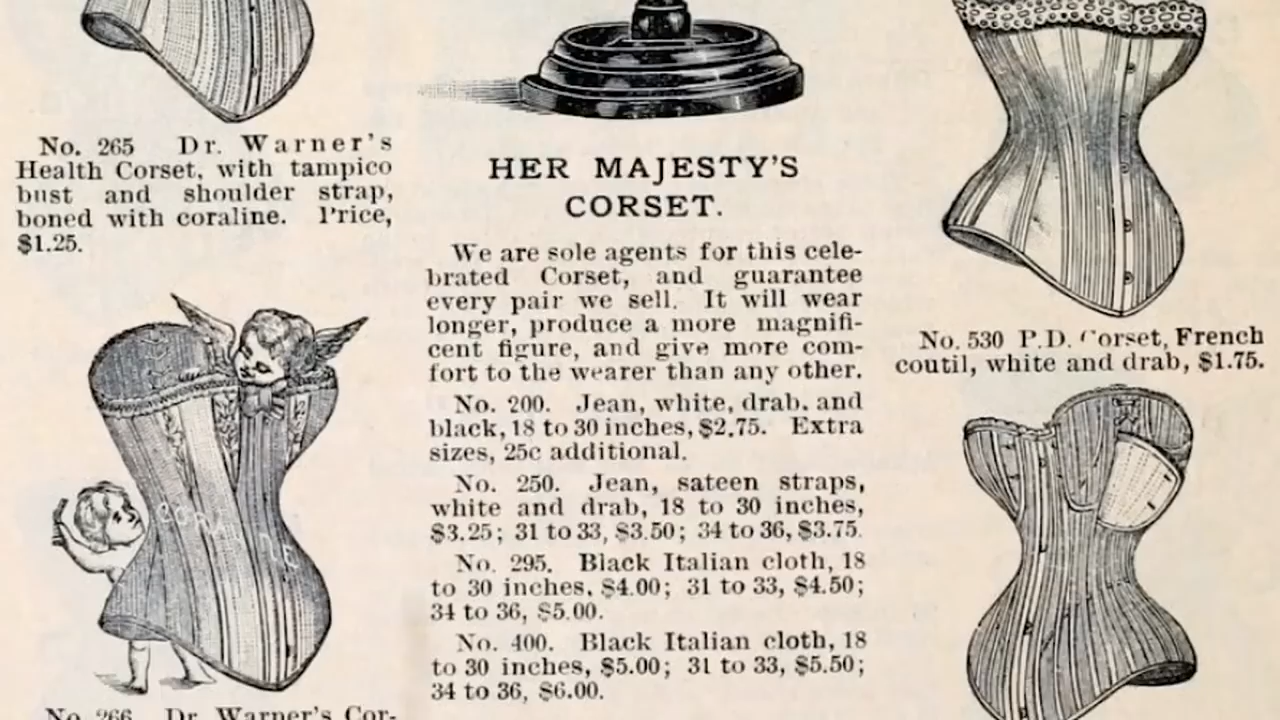 No. 265 Dr. Warner's
Health Corset, with tampico
bust and shoulder strap,
boned with coraline. Price,
$1.25.
CORA NE
No. 266 Dr. Warner's Cor-
HER MAJESTY'S
CORSET.
We are sole agents for this cele-
brated Corset, and guarantee
every pair we sell. It will wear
longer, produce a more magnifi-
cent figure, and give more com-
fort to the wearer than any other.
No. 200. Jean, white, drab, and
black, 18 to 30 inches, $2.75. Extra
sizes, 25c additional.
No. 250. Jean, sateen straps,
white and drab, 18 to 30 inches,
$3.25; 31 to 33, $3.50; 34 to 36, $3.75.
No. 295. Black Italian cloth, 18
to 30 inches, $4.00; 31 to 33, $4.50;
34 to 36, $5.00.
No. 400. Black Italian cloth, 18
to 30 inches, $5.00; 31 to 33, $5.50;
34 to 36, $6.00.
No. 530 P.D. Corset, French
coutil, white and drab, $1.75.